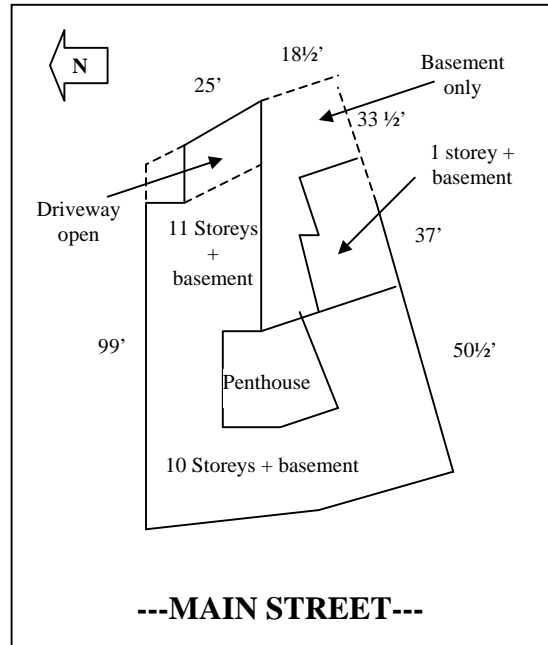 18½’
Basement
only
N
25’
33 ½’
1 storey +
basement
Driveway
open
11 Storeys
+
basement
37’
99’
50½’
Penthouse
10 Storeys + basement
---MAIN STREET---